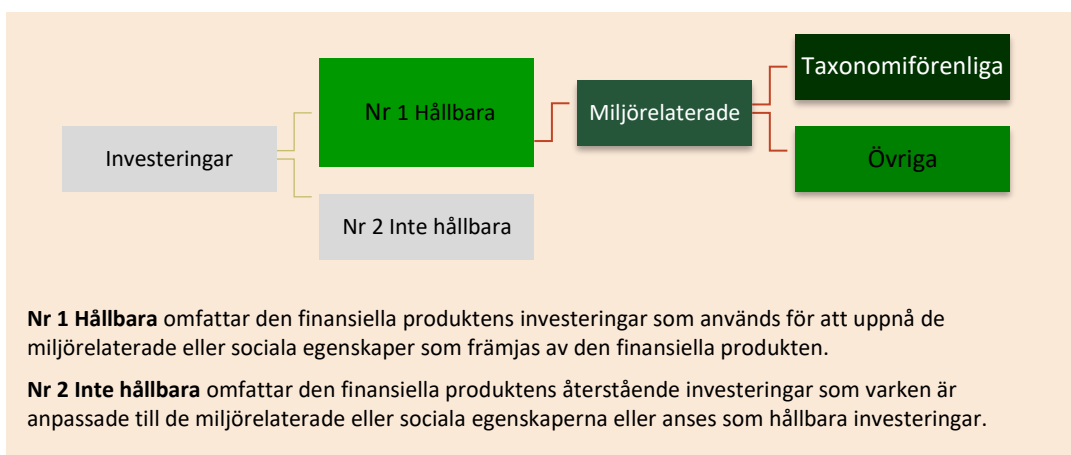 Taxonomiförenliga
Nr 1 Hållbara
Miljörelaterade
Investeringar
Övriga
Nr 2 Inte hållbara
Nr 1 Hållbara omfattar den finansiella produktens investeringar som används för att uppnå de
miljörelaterade eller sociala egenskaper som främjas av den finansiella produkten.
Nr 2 Inte hållbara omfattar den finansiella produktens återstående investeringar som varken är
anpassade till de miljörelaterade eller sociala egenskaperna eller anses som hållbara investeringar.